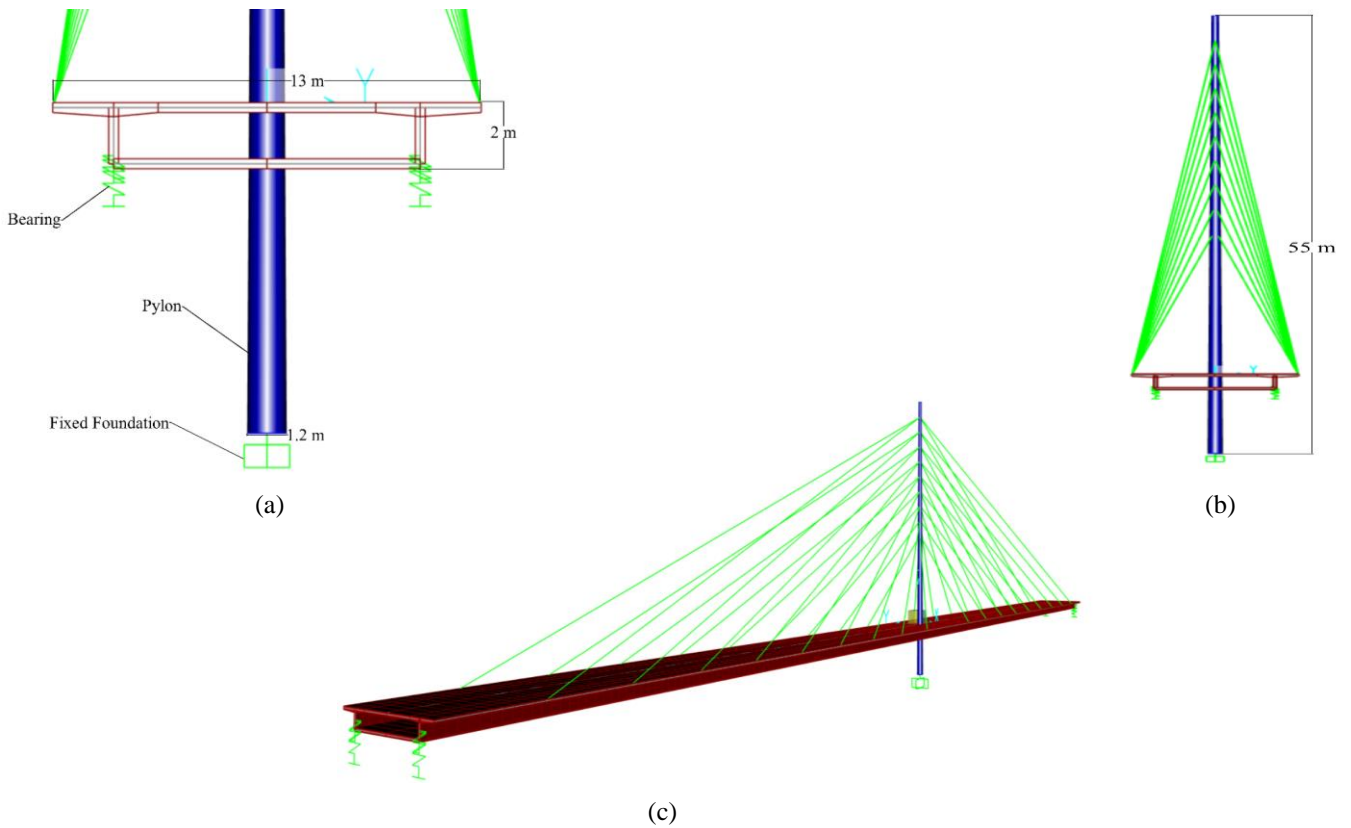 13 m
Y
2 m
Bearing
Pylon
1.2 m
Fixed Foundation
(a)
55 m
Y
(b)
Y
X
(c)